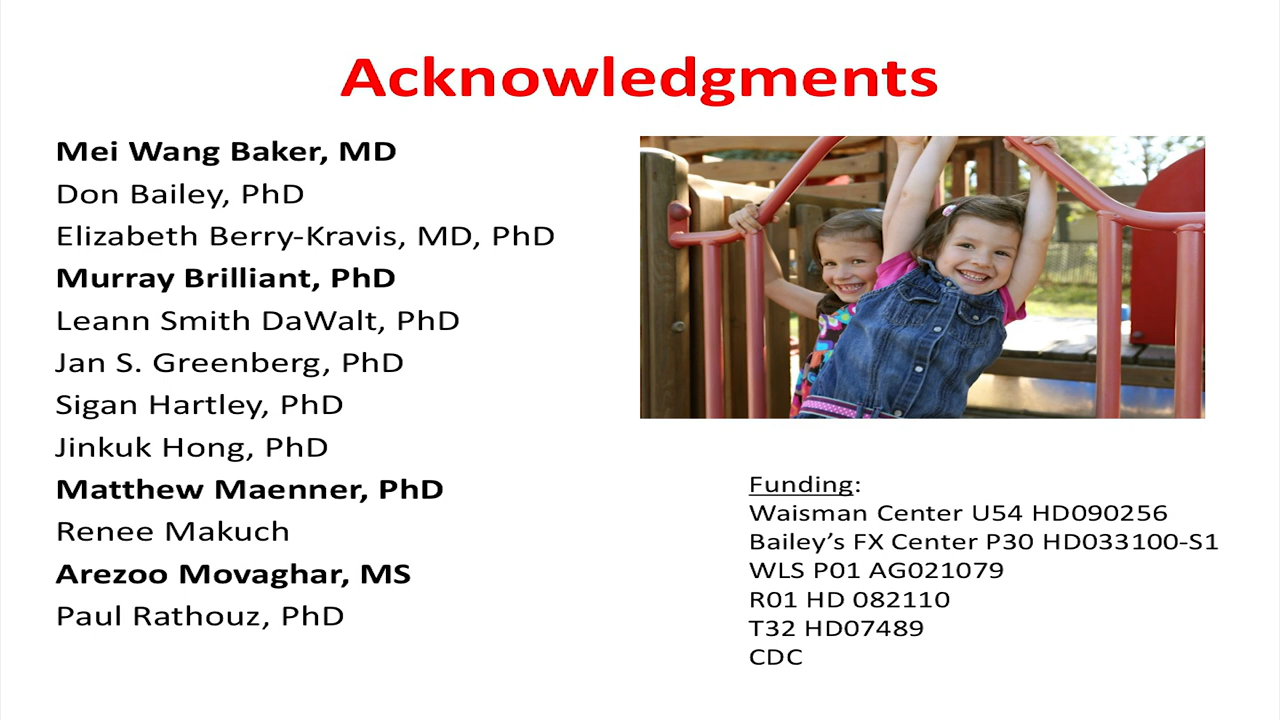 Acknowledgments
Mei Wang Baker, MD
Don Bailey, PhD
Elizabeth Berry-Kravis, MD, PhD
Murray Brilliant, PhD
Leann Smith DaWalt, PhD
Jan S. Greenberg, PhD
Sigan Hartley, PhD
Jinkuk Hong, PhD
Matthew Maenner, PhD
Renee Makuch
Arezoo Movaghar, MS
Paul Rathouz, PhD
Funding:
Waisman Center U54 HD090256
Bailey’s FX Center P30 HD033100-S1
WLS P01 AG021079
R01 HD 082110
T32 HD07489
CDC